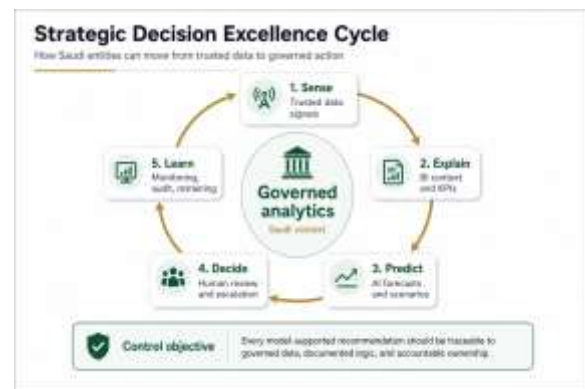 Strategic Decision Excellence Cycle
How Saudi entities can move from trusted data to governed action
1. Sense
Trusted data
signals
2. Explain
BI context
and KPIs
3. Predict
AI forecasts
and scenarios
4. Decide
Human review
and escalation
5. Learn
Monitoring,
audit, retraining
Governed
analytics
Saudi context
Control objective
Every model-supported recommendation should be traceable to
governed data, documented logic, and accountable ownership.